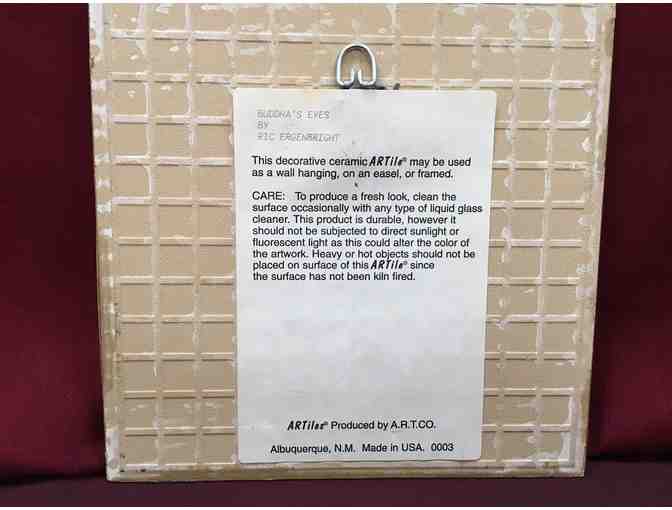 BUDDHA'S EYES
BY
RIC ERGENBRIGHT
This decorative ceramic ARTile® may be used
as a wall hanging, on an easel, or framed.
CARE: To produce a fresh look, clean the
surface occasionally with any type of liquid glass
cleaner. This product is durable, however it
should not be subjected to direct sunlight or
fluorescent light as this could alter the color of
the artwork. Heavy or hot objects should not be
placed on surface of this ARTile® since
the surface has not been kiln fired.
ARTiles® Produced by A.R.T.CO.
Albuquerque, N.M. Made in USA. 0003